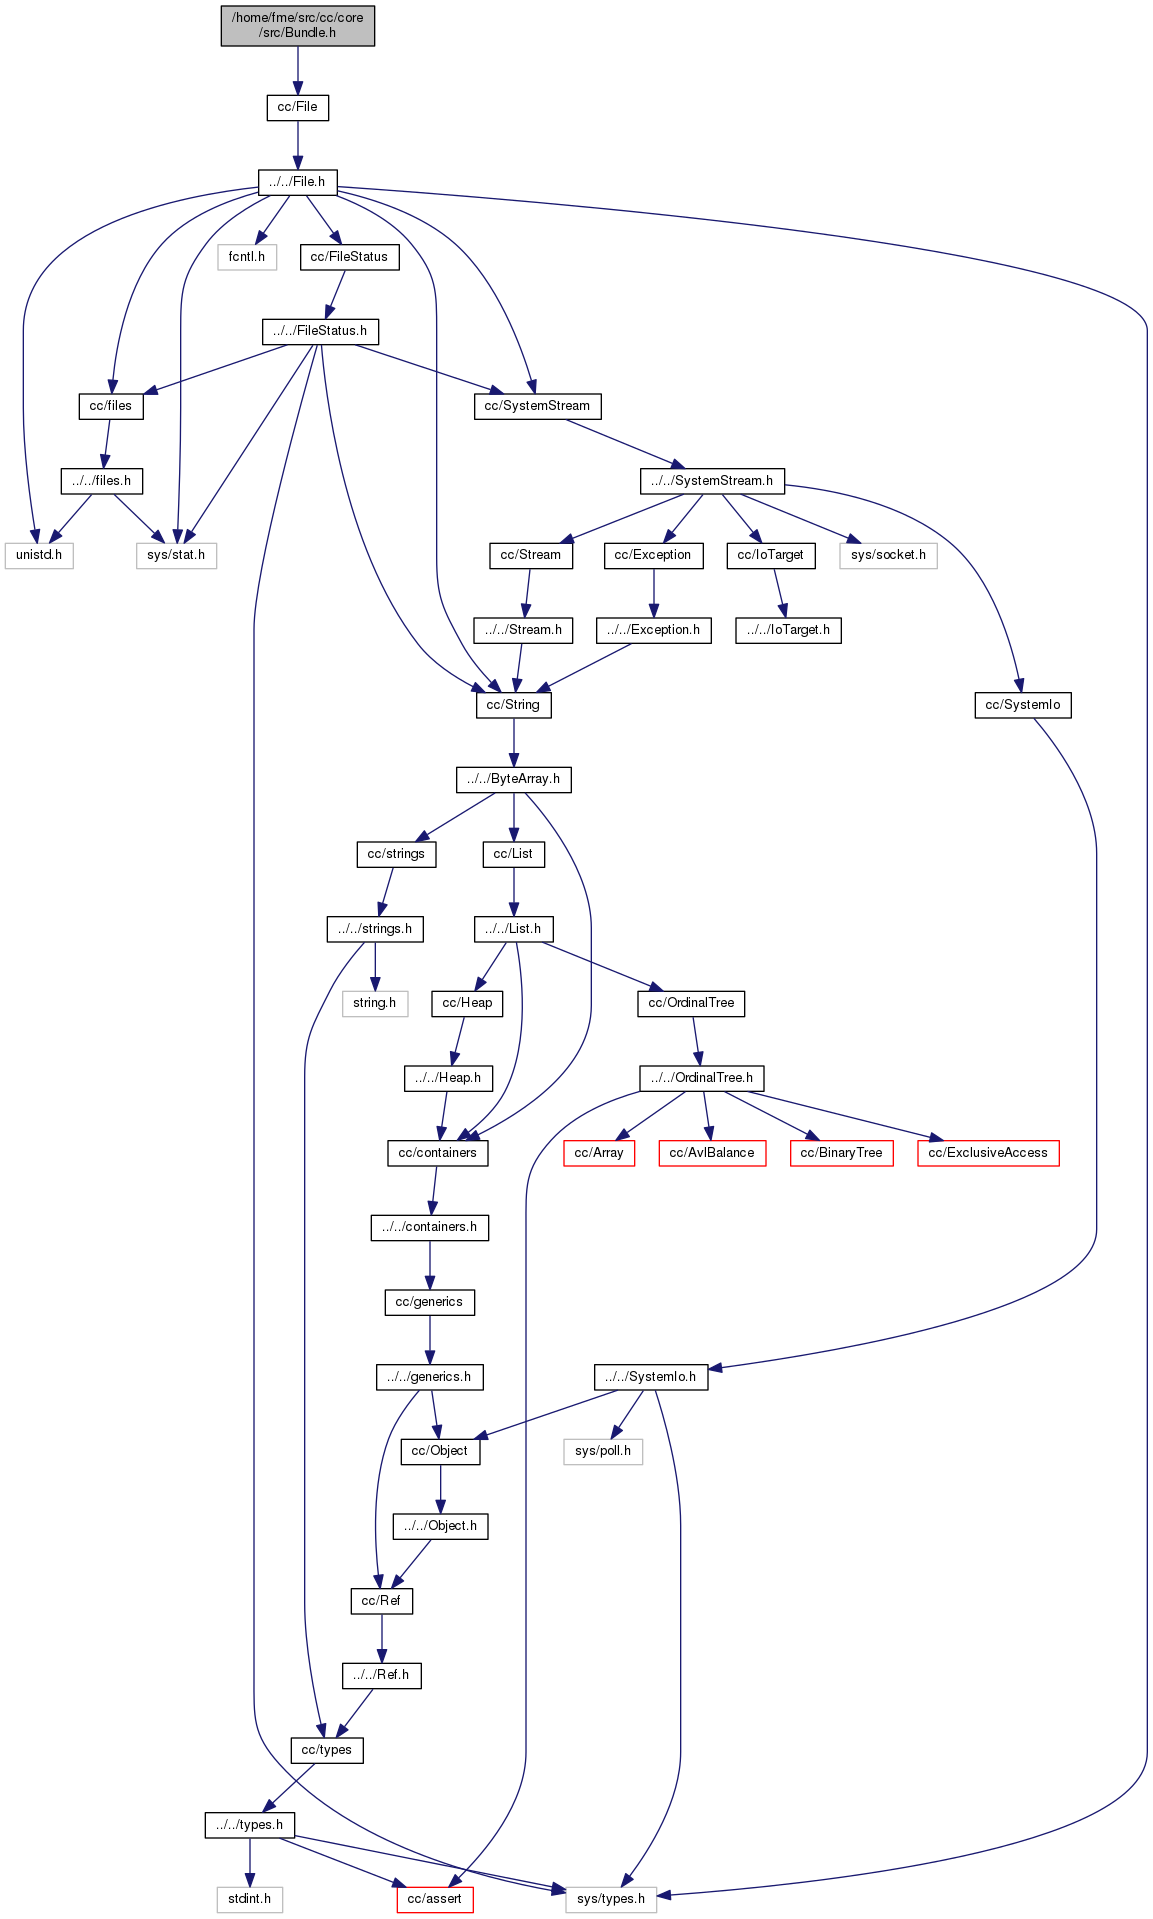 /home/fme/src/cc/core
/src/Bundle.h
cc/File
../../File.h
fcntl.h
cc/FileStatus
../../FileStatus.h
cc/files
cc/SystemStream
../../files.h
../../SystemStream.h
unistd.h
sys/stat.h
cc/Stream
cc/Exception
cc/IoTarget
sys/socket.h
../../Stream.h
../../Exception.h
../../IoTarget.h
cc/String
cc/SystemIo
../../ByteArray.h
cc/strings
cc/List
../../strings.h
../../List.h
string.h
cc/Heap
cc/OrdinalTree
../../Heap.h
../../OrdinalTree.h
cc/containers
cc/Array
cc/AvlBalance
cc/BinaryTree
cc/ExclusiveAccess
../../containers.h
cc/generics
../../generics.h
../../SystemIo.h
cc/Object
sys/poll.h
../../Object.h
cc/Ref
../../Ref.h
cc/types
../../types.h
stdint.h
cc/assert
sys/types.h